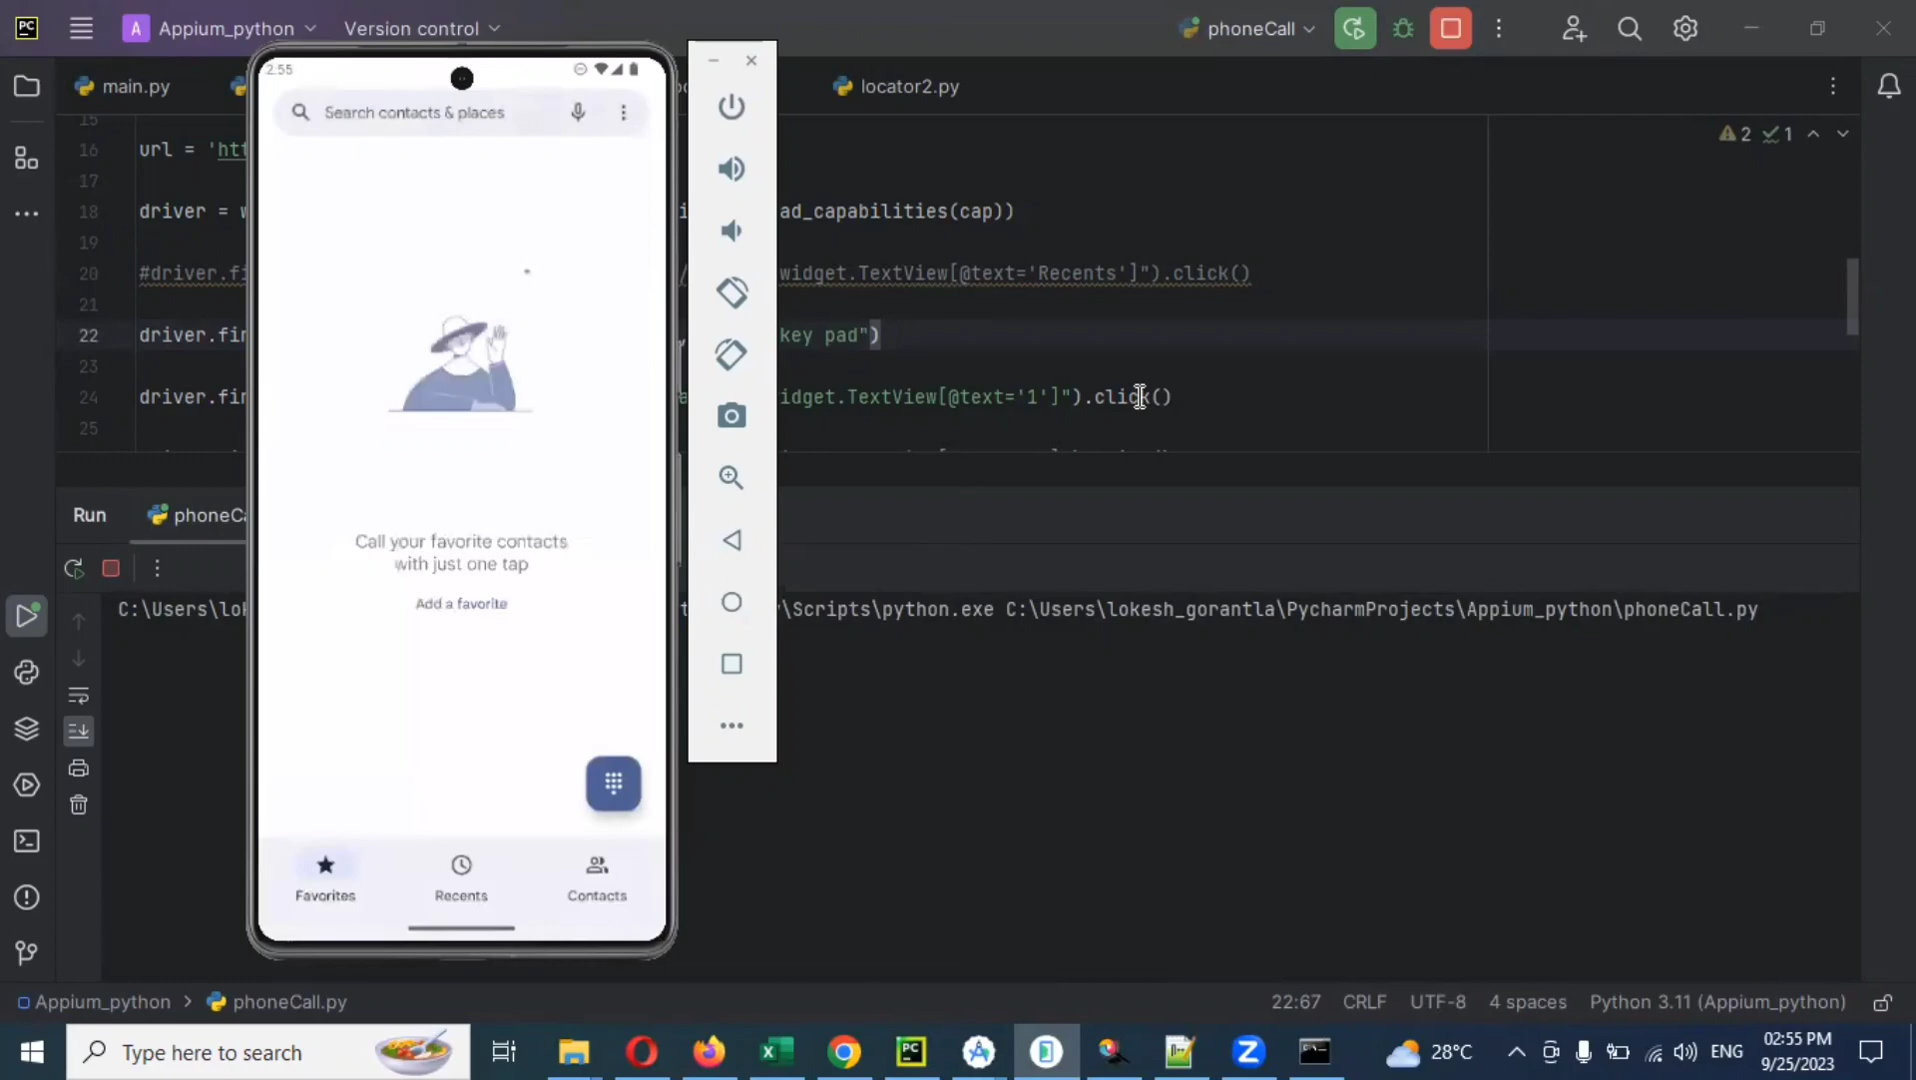 PC A Appium_python Version control phoneCall
main.py locator2.py
15
16 url = 'htt
17
18 driver = w ad_capabilities(cap))
19
20 #driver.fi widget.TextView[@text='Recents']").click()
21
22 driver.fin key pad")
23
24 driver.fin idget.TextView[@text='1']").click()
25
2 1
2:55
Search contacts & places
Call your favorite contacts
with just one tap
Add a favorite
Favorites Recents Contacts
Run phoneCa
C:\Users\lok \Scripts\python.exe C:\Users\lokesh_gorantla\PycharmProjects\Appium_python\phoneCall.py
Appium_python > phoneCall.py 22:67 CRLF UTF-8 4 spaces Python 3.11 (Appium_python)
Type here to search 28°C ENG 02:55 PM
9/25/2023